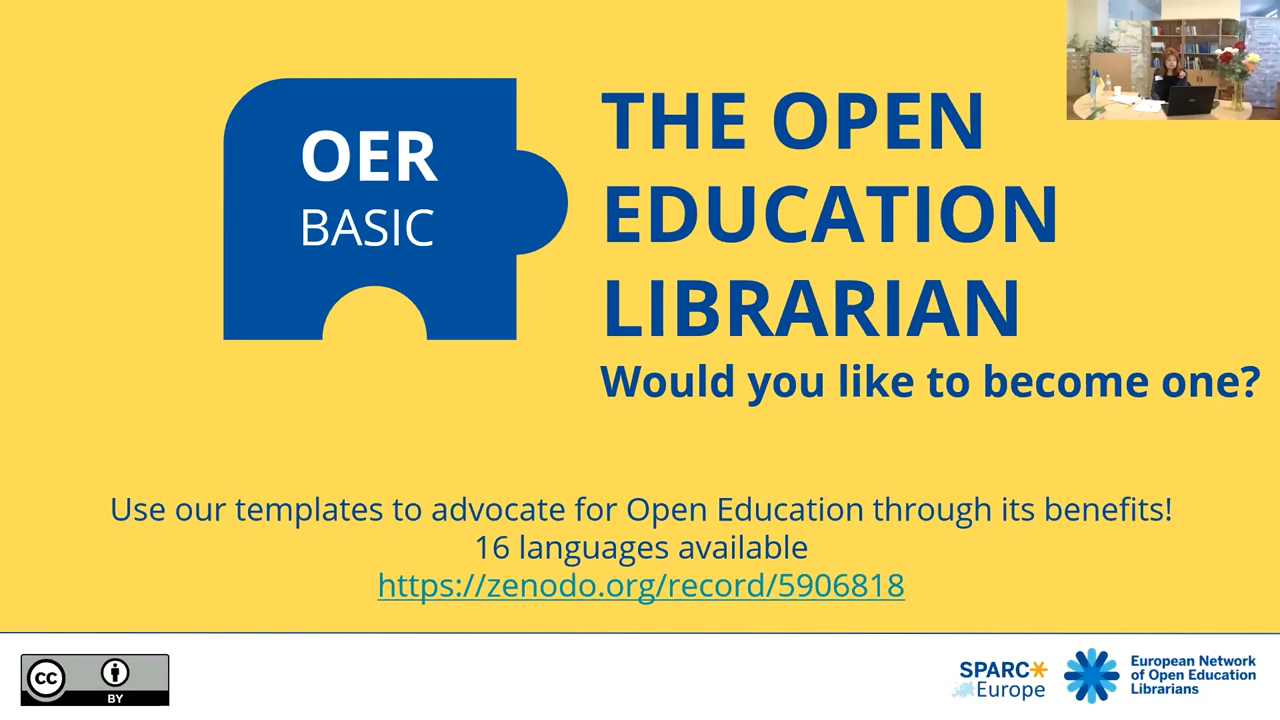 OER
BASIC
THE OPEN
EDUCATION
LIBRARIAN
Would you like to become one?
Use our templates to advocate for Open Education through its benefits!
16 languages available
https://zenodo.org/record/5906818
CC
BY
SPARC
Europe
European Network
of Open Education
Librarians